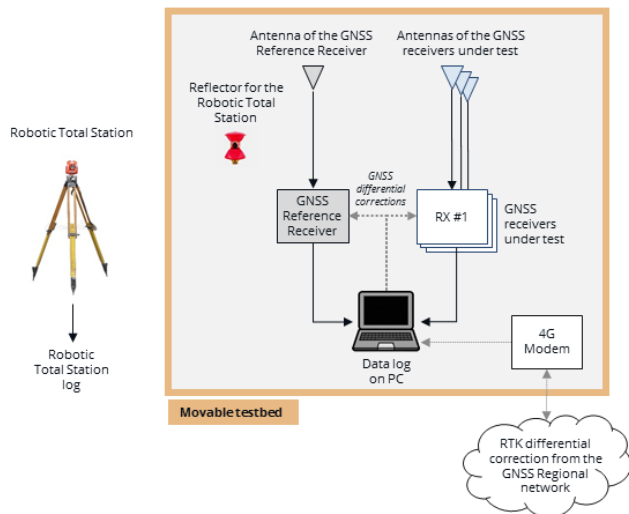 Antenna of the GNSS
Reference Receiver
Antennas of the GNSS
receivers under test
Reflector for the
Robotic Total
Station
Robotic Total Station
GNSS
differential
corrections
GNSS
Reference
Receiver
RX #1
GNSS
receivers
under test
Robotic
Total Station
log
Data log
on PC
4G
Modem
Movable testbed
RTK differential
correction from the
GNSS Regional
network